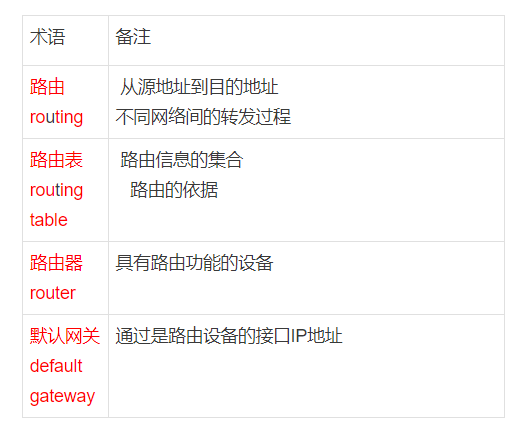 术语
备注
路由
routing
从源地址到目的地址
不同网络间的转发过程
路由表
routing
table
路由信息的集合
路由的依据
路由器
router
具有路由功能的设备
默认网关
default
gateway
通过是路由设备的接口IP地址